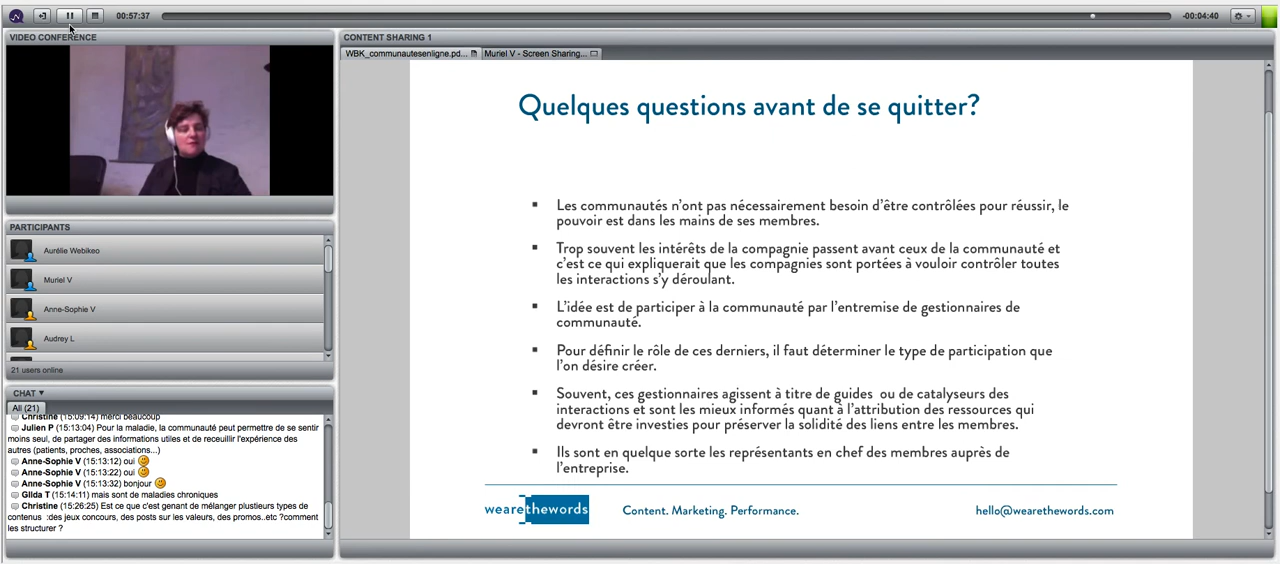 00:57:37
-00:04:40
VIDEO CONFERENCE
PARTICIPANTS
Aurélie Webikeo
Muriel V
Anne-Sophie V
Audrey L
21 users online
CHAT
All (21)
Christine (15:09:14) merci beaucoup
Julien P (15:13:04) Pour la maladie, la communauté peut permettre de se sentir
moins seul, de partager des informations utiles et de receuillir l'expérience des
autres (patients, proches, associations...)
Anne-Sophie V (15:13:12) oui
Anne-Sophie V (15:13:22) oui
Anne-Sophie V (15:13:32) bonjour
Gilda T (15:14:11) mais sont de maladies chroniques
Christine (15:26:25) Est ce que c'est genant de mélanger plustieurs types de
contenus :des jeux concours, des posts sur les valeurs, des promos..etc ?comment
les structurer ?
CONTENT SHARING 1
WBK_communautesenligne.pd...
Muriel V - Screen Sharing...
Quelques questions avant de se quitter?
Les communautés n'ont pas nécessairement besoin d'être contrôlées pour réussir, le
pouvoir est dans les mains de ses membres.
Trop souvent les intérêts de la compagnie passent avant ceux de la communauté et
c'est ce qui expliquerait que les compagnies sont portées à vouloir contrôler toutes
les interactions s'y déroulant.
L'idée est de participer à la communauté par l'entremise de gestionnaires de
communauté.
Pour définir le rôle de ces derniers, il faut déterminer le type de participation que
l'on désire créer.
Souvent, ces gestionnaires agissent à titre de guides ou de catalyseurs des
interactions et sont les mieux informés quant à l'attribution des ressources qui
devront être investies pour préserver la solidité des liens entre les membres.
Ils sont en quelque sorte les représentants en chef des membres auprès de
l'entreprise.
wearethewords
Content. Marketing. Performance.
hello@wearethewords.com